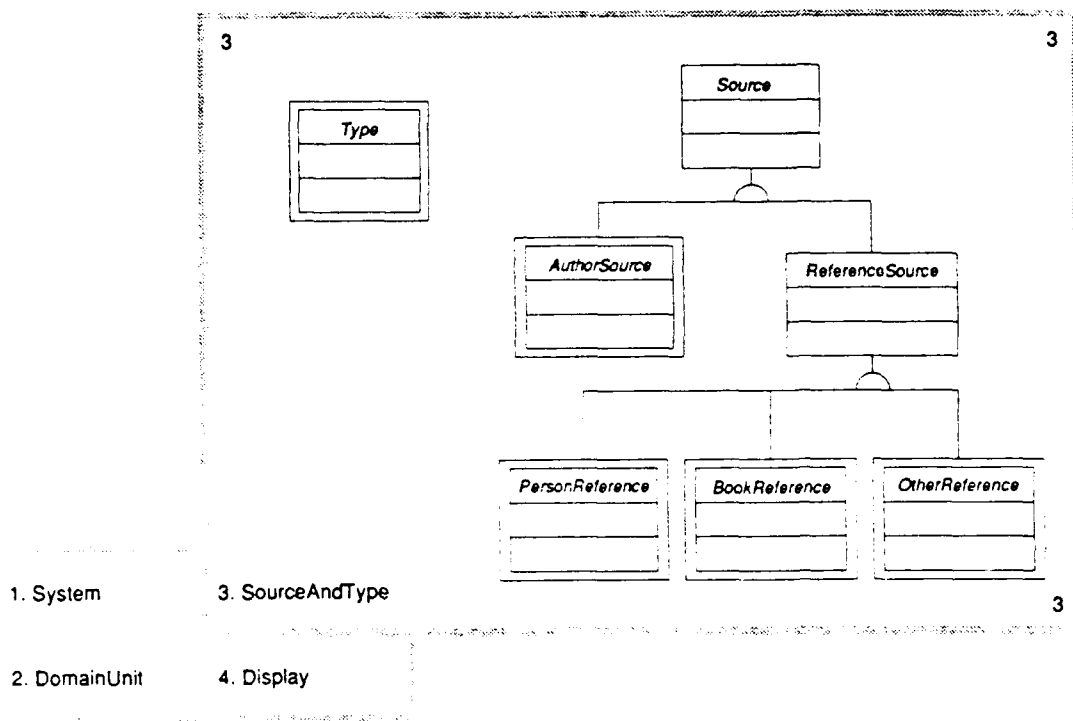 3 3
Source
Type
AuthorSource ReferenceSource
PersonReference BookReference OtherReference
1. System 3. SourceAndType
3
2. DomainUnit 4. Display